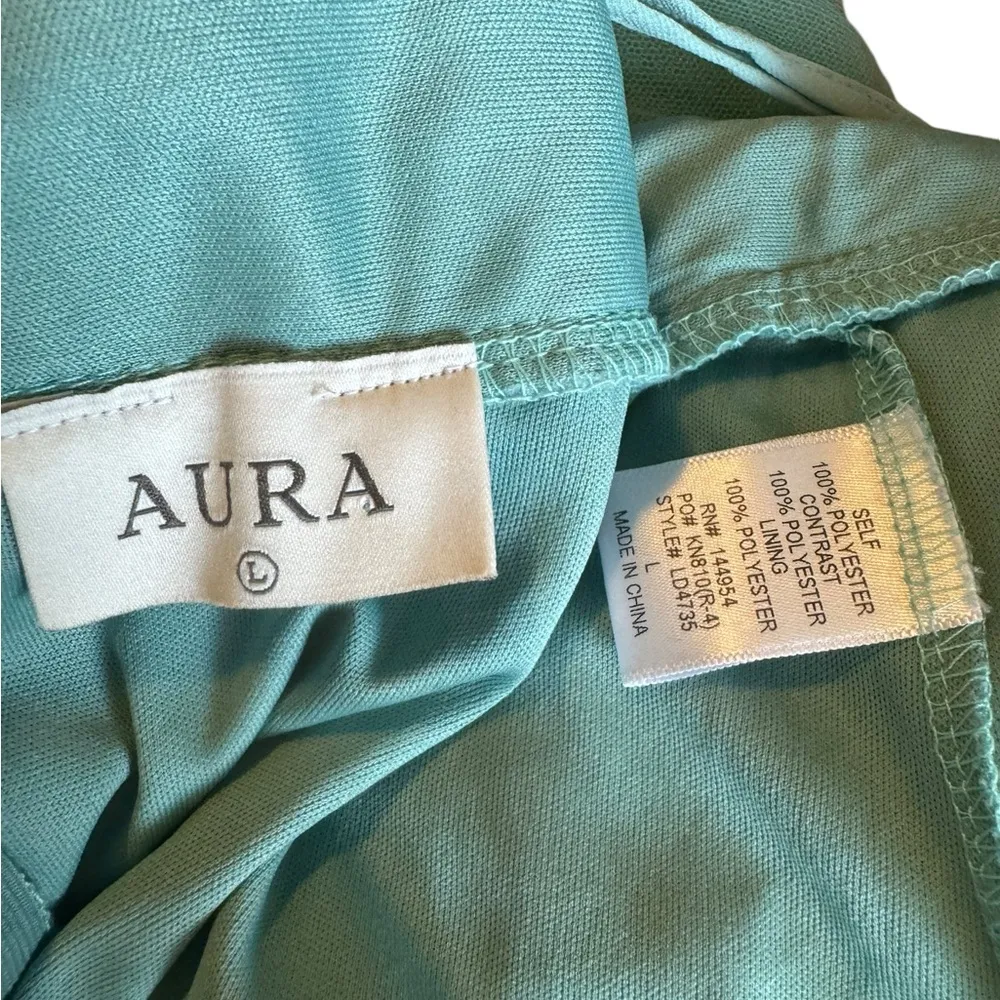 AURA
L
SELF
100% POLYESTER
CONTRAST
100% POLYESTER
LINING
100% POLYESTER
RN# 144954
PO# KN810(R-4)
STYLE# LD4735
L
MADE IN CHINA